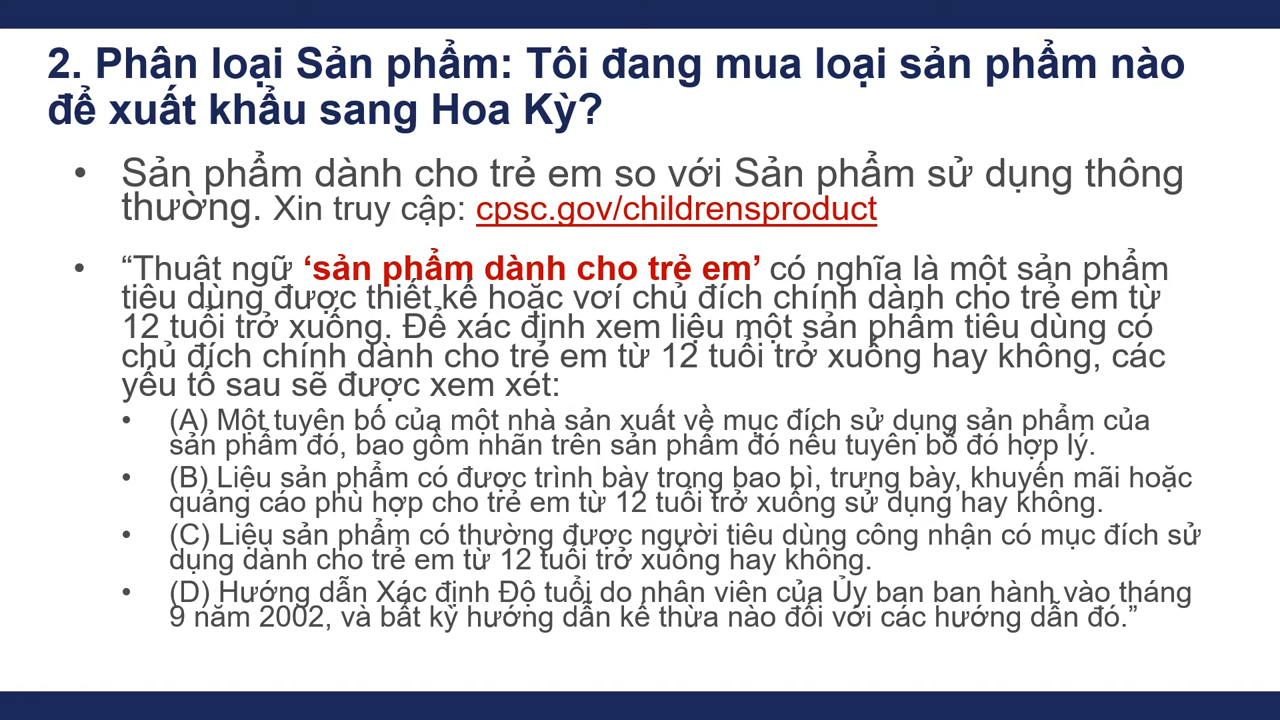 2. Phân loại Sản phẩm: Tôi đang mua loại sản phẩm nào
để xuất khẩu sang Hoa Kỳ?
• Sản phẩm dành cho trẻ em so với Sản phẩm sử dụng thông
thường. Xin truy cập: cpsc.gov/childrensproduct
• “Thuật ngữ ‘sản phẩm dành cho trẻ em’ có nghĩa là một sản phẩm
tiêu dùng được thiết kế hoặc vơí chủ đích chính dành cho trẻ em từ
12 tuổi trở xuống. Để xác định xem liệu một sản phẩm tiêu dùng có
chủ đích chính dành cho trẻ em từ 12 tuổi trở xuống hay không, các
yếu tố sau sẽ được xem xét:
• (A) Một tuyên bố của một nhà sản xuất về mục đích sử dụng sản phẩm của
sản phẩm đó, bao gồm nhãn trên sản phẩm đó nếu tuyên bố đó hợp lý.
• (B) Liệu sản phẩm có được trình bày trong bao bì, trưng bày, khuyến mãi hoặc
quảng cáo phù hợp cho trẻ em từ 12 tuổi trở xuống sử dụng hay không.
• (C) Liệu sản phẩm có thường được người tiêu dùng công nhận có mục đích sử
dụng dành cho trẻ em từ 12 tuổi trở xuống hay không.
• (D) Hướng dẫn Xác định Độ tuổi do nhân viên của Ủy ban ban hành vào tháng
9 năm 2002, và bất kỳ hướng dẫn kế thừa nào đối với các hướng dẫn đó.”